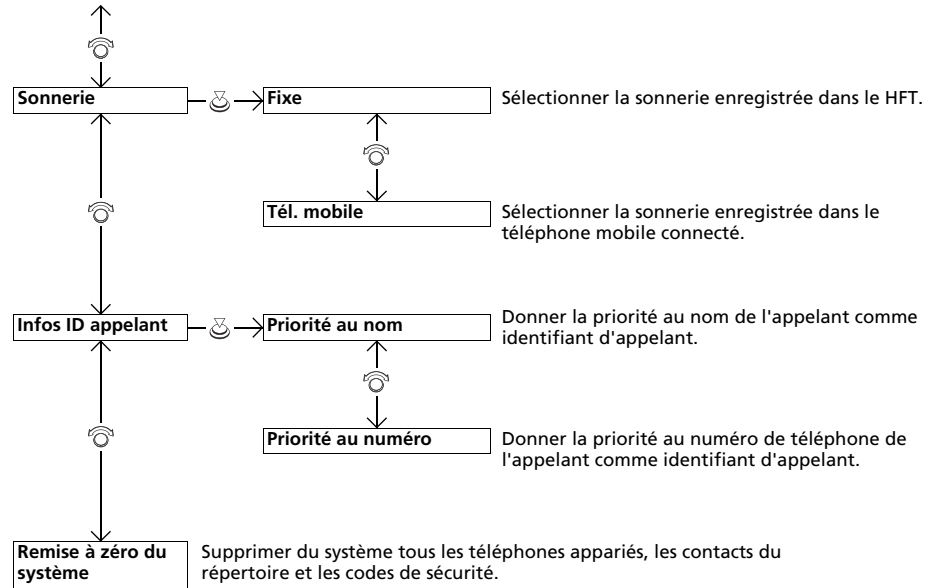 Sonnerie
Fixe
Sélectionner la sonnerie enregistrée dans le HFT.
Tél. mobile
Sélectionner la sonnerie enregistrée dans le
téléphone mobile connecté.
Infos ID appelant
Priorité au nom
Donner la priorité au nom de l'appelant comme
identifiant d'appelant.
Priorité au numéro
Donner la priorité au numéro de téléphone de
l'appelant comme identifiant d'appelant.
Remise à zéro du
système
Supprimer du système tous les téléphones appariés, les contacts du
répertoire et les codes de sécurité.